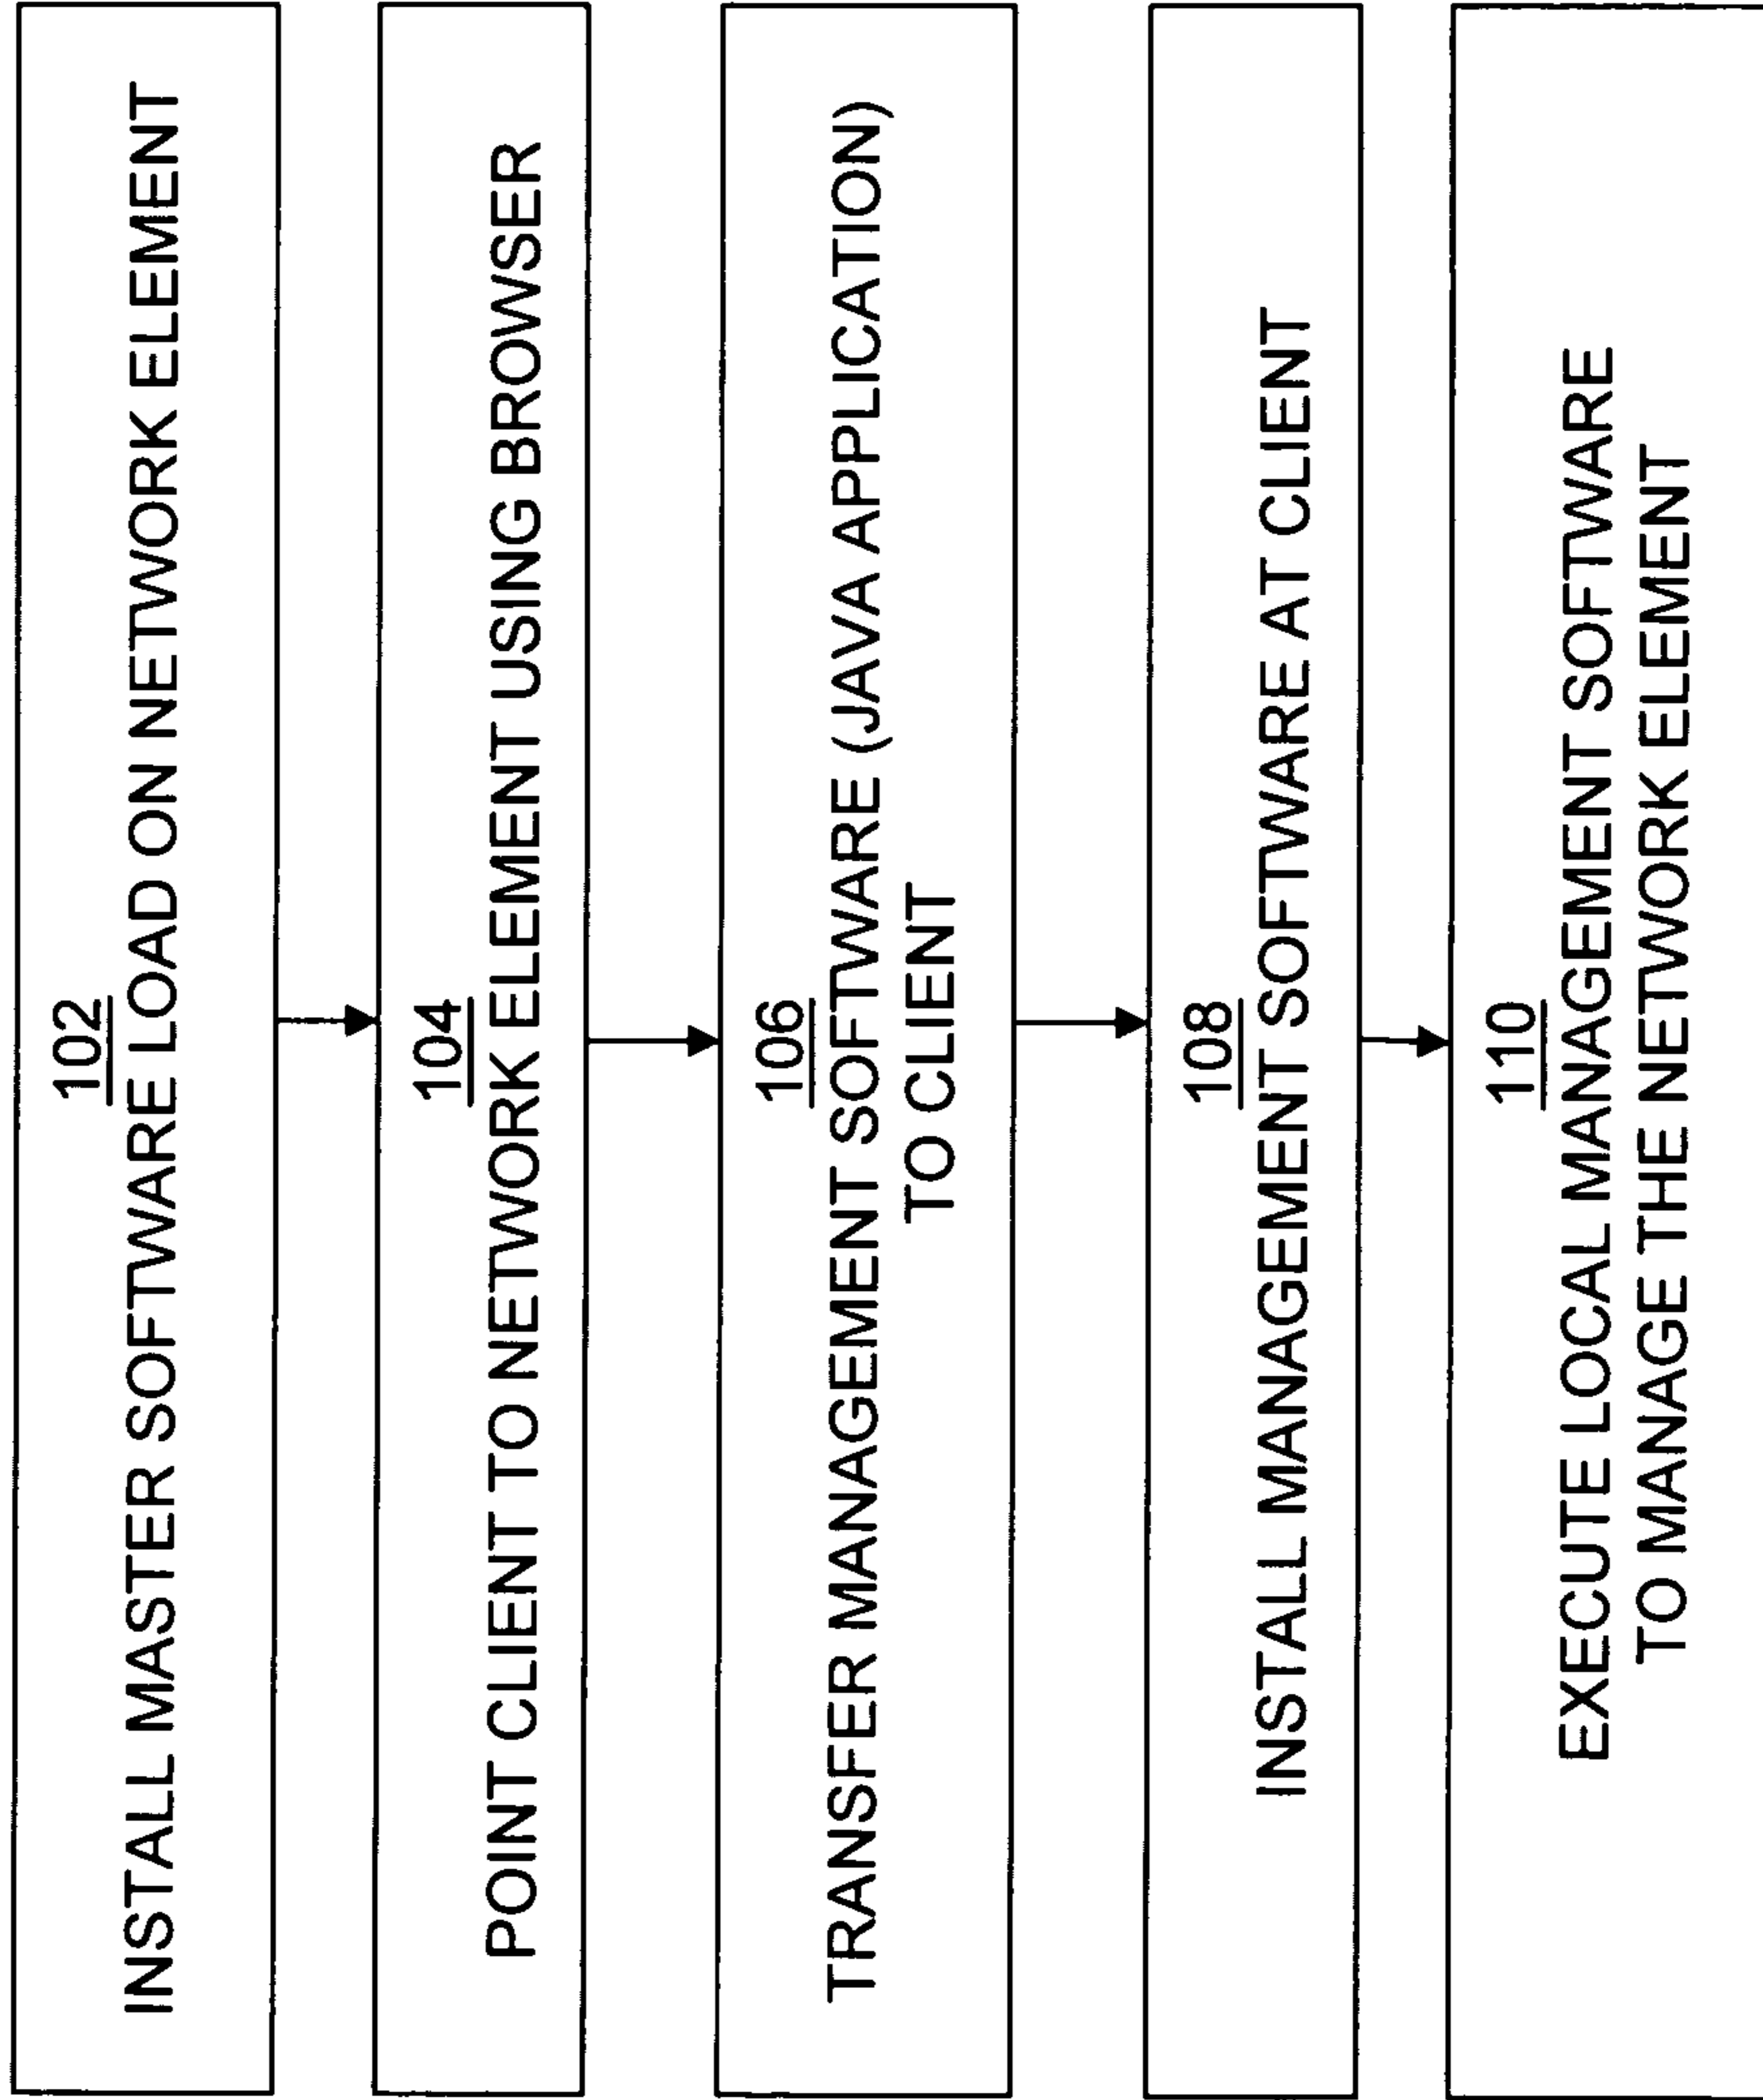 102
INSTALL MASTER SOFTWARE LOAD ON NETWORK ELEMENT
104
POINT CLIENT TO NETWORK ELEMENT USING BROWSER
106
TRANSFER MANAGEMENT SOFTWARE (JAVA APPLICATION)
TO CLIENT
108
INSTALL MANAGEMENT SOFTWARE AT CLIENT
110
EXECUTE LOCAL MANAGEMENT SOFTWARE
TO MANAGE THE NETWORK ELEMENT